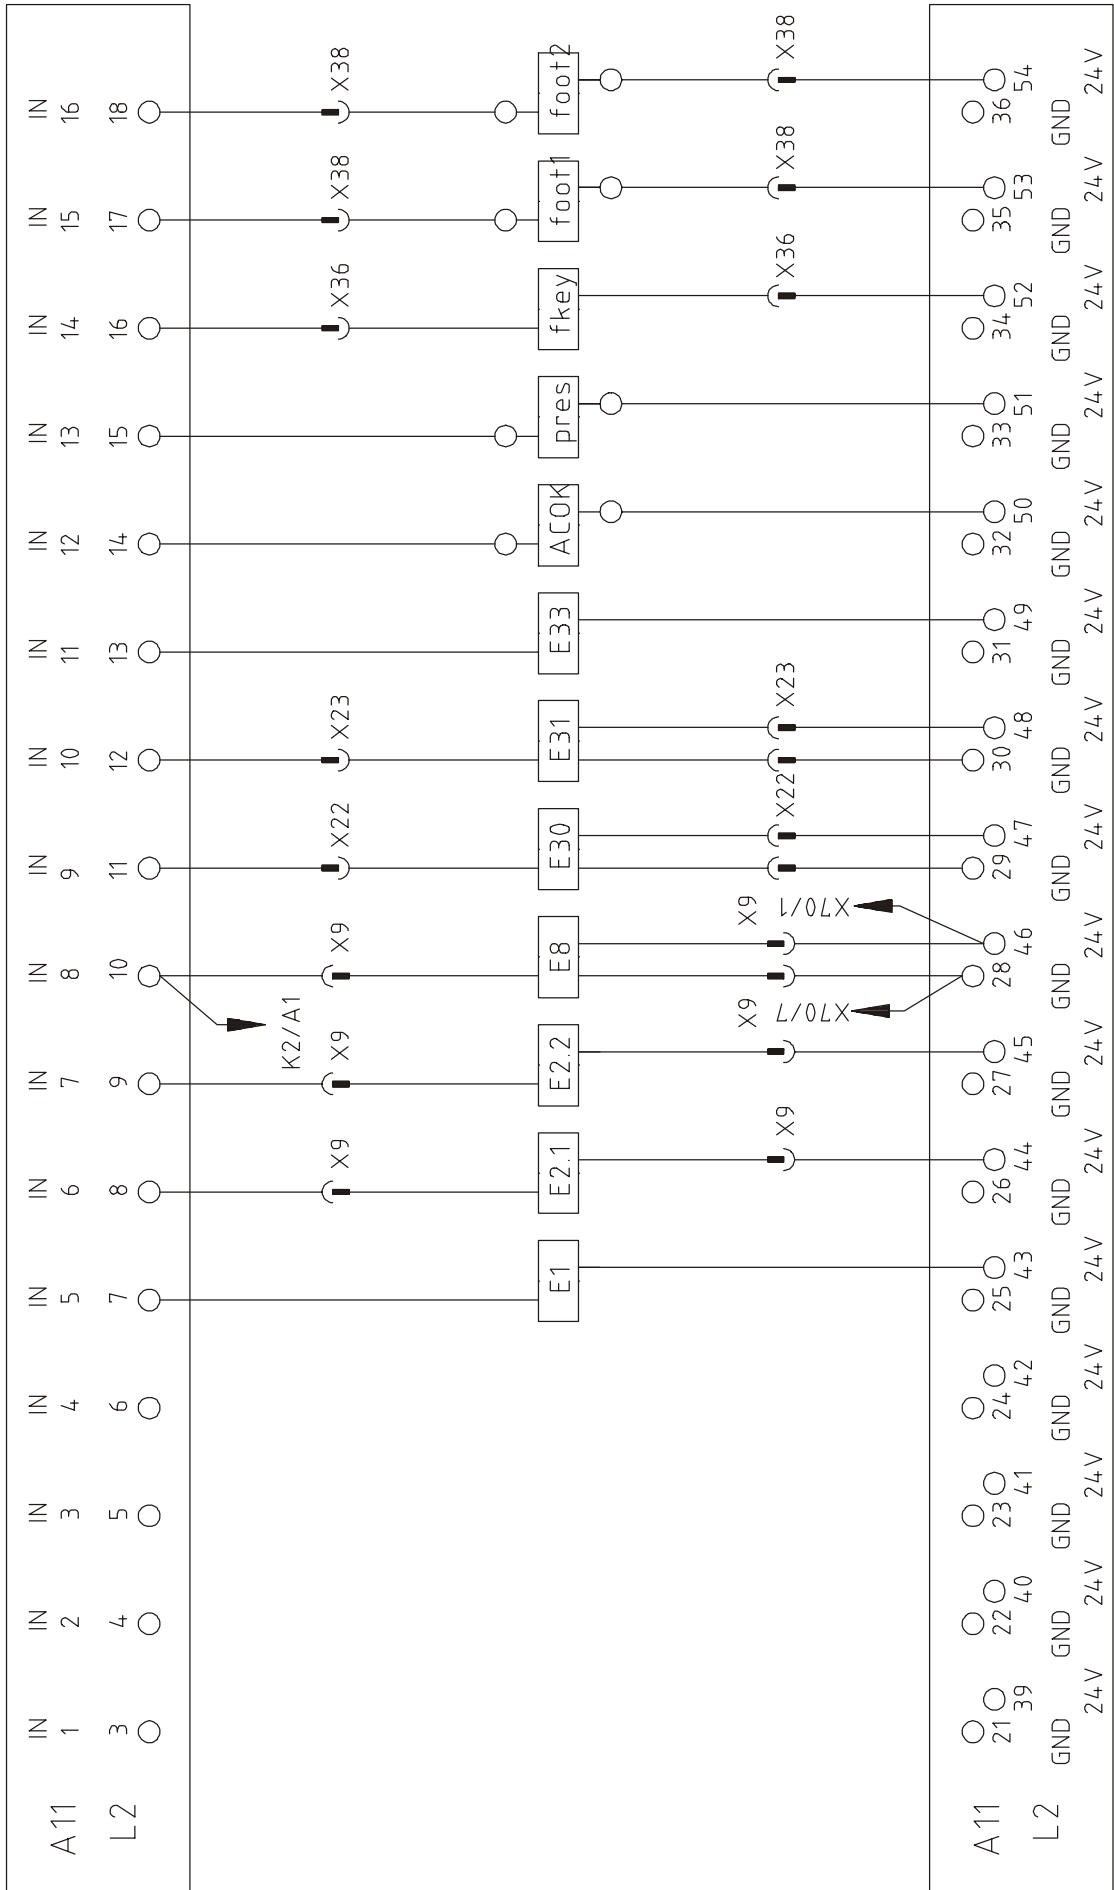 IN IN IN IN IN IN IN IN IN IN IN IN IN IN IN IN
A11 1 2 3 4 5 6 7 8 9 10 11 12 13 14 15 16
L2 3 4 5 6 7 8 9 10 11 12 13 14 15 16 17 18
K2/A1
X9 X9 X9 X22 X23 X36 X38 X38
E1 E2.1 E2.2 E8 E30 E31 E33 ACOK pres fkey foot1 foot2
X9 X9
X9 X22 X23 X36 X38 X38
X70/7 X70/1
A11 21 22 23 24 25 26 27 28 29 30 31 32 33 34 35 36
39 40 41 42 43 44 45 46 47 48 49 50 51 52 53 54
L2 GND GND GND GND GND GND GND GND GND GND GND GND GND GND GND GND
24V 24V 24V 24V 24V 24V 24V 24V 24V 24V 24V 24V 24V 24V 24V 24V